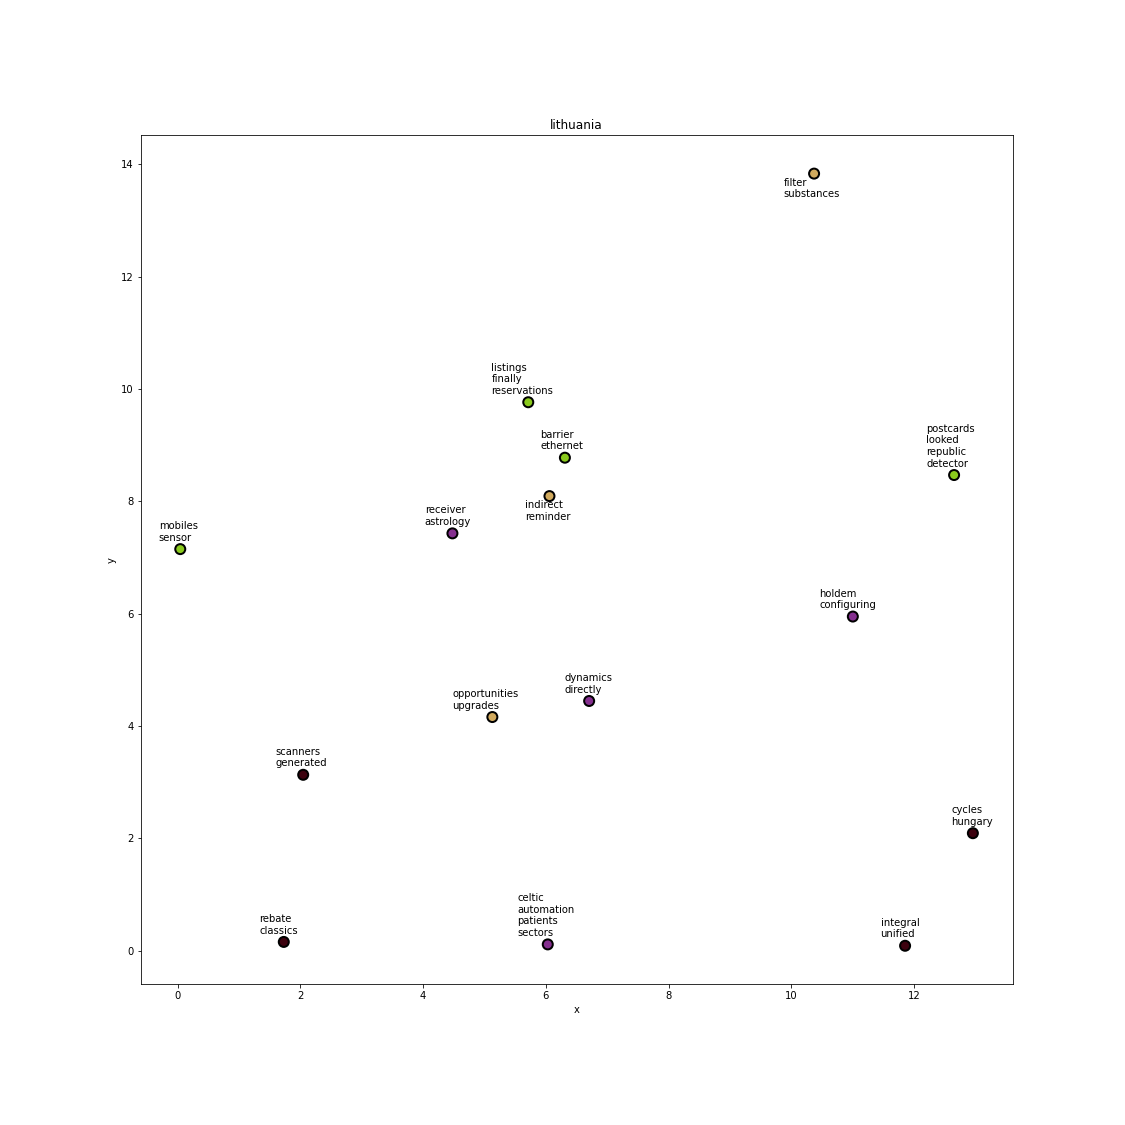 lithuania
14
12
10
8
6
4
2
0
y
filter
substances
listings
finally
reservations
barrier
ethernet
postcards
looked
republic
detector
indirect
reminder
receiver
astrology
mobiles
sensor
holdem
configuring
dynamics
directly
opportunities
upgrades
scanners
generated
cycles
hungary
celtic
automation
patients
sectors
rebate
classics
integral
unified
0
2
4
6
8
10
12
x